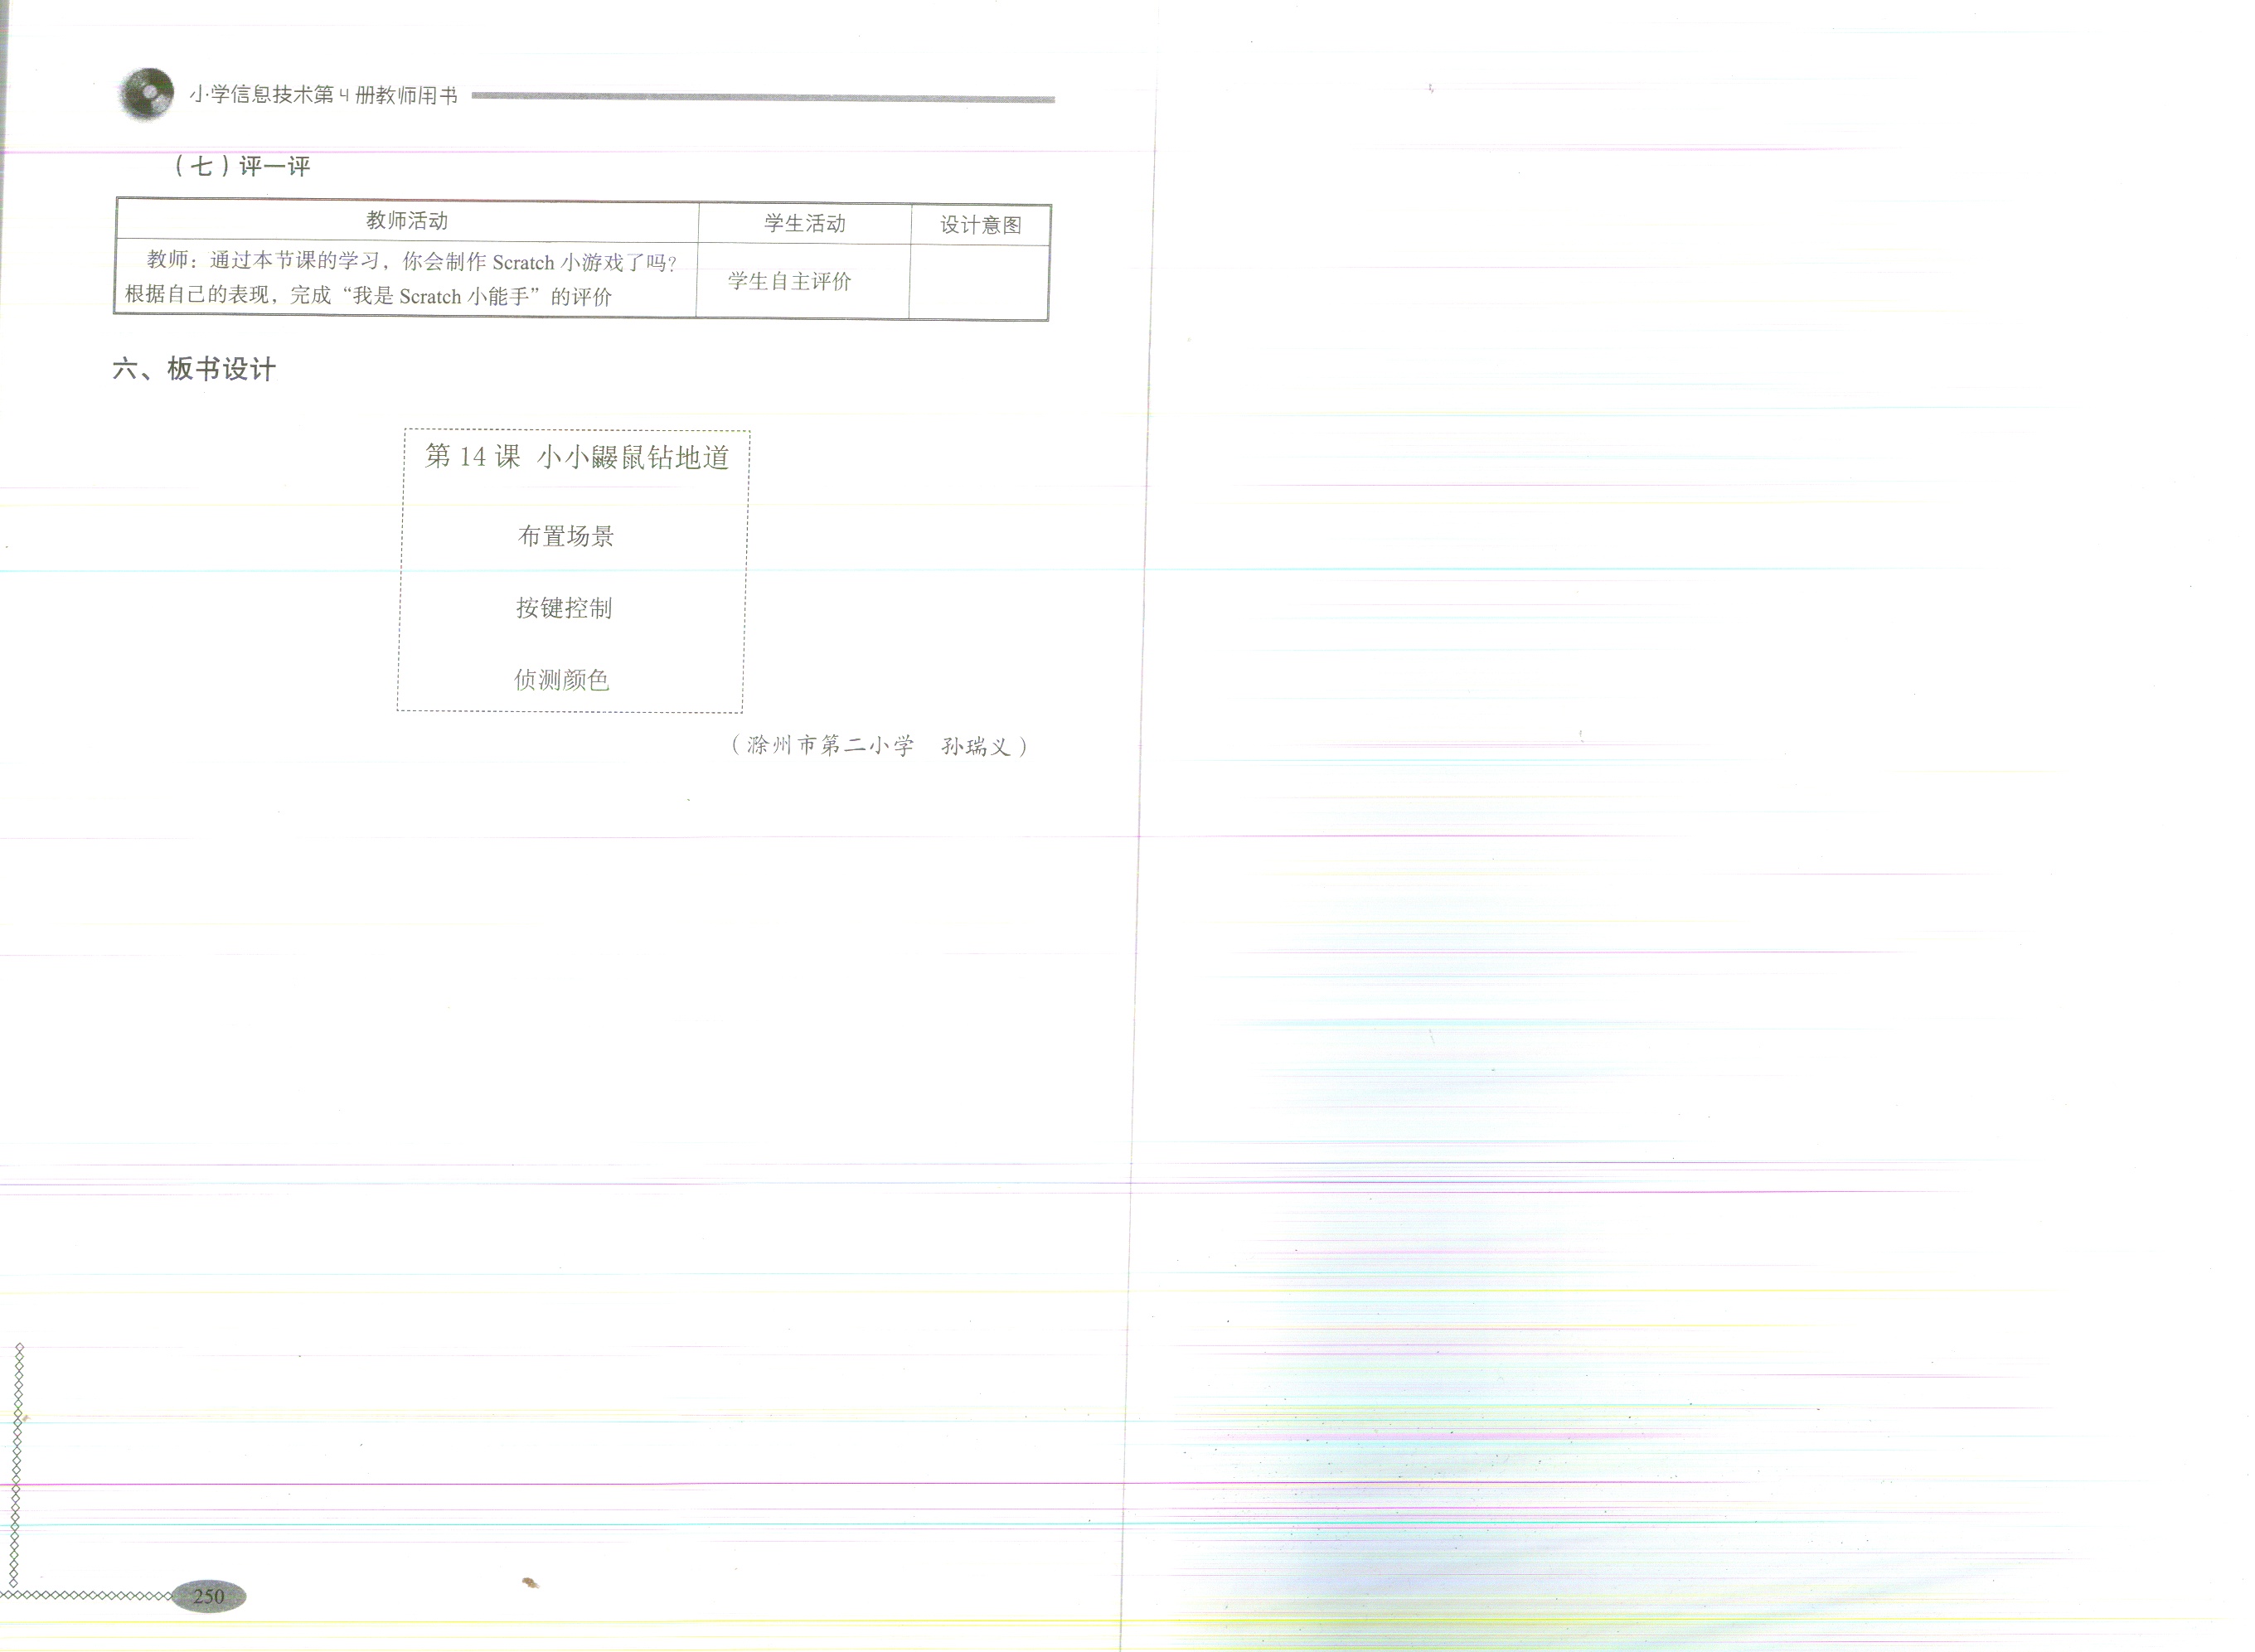 小学信息技术第4册教师用书
（七）评一评
教师活动 学生活动 设计意图
教师：通过本节课的学习，你会制作 Scratch 小游戏了吗？
根据自己的表现，完成“我是 Scratch 小能手”的评价
学生自主评价
六、板书设计
第 14 课 小小鼹鼠钻地道
布置场景
按键控制
侦测颜色
（滁州市第二小学 孙瑞义）
250